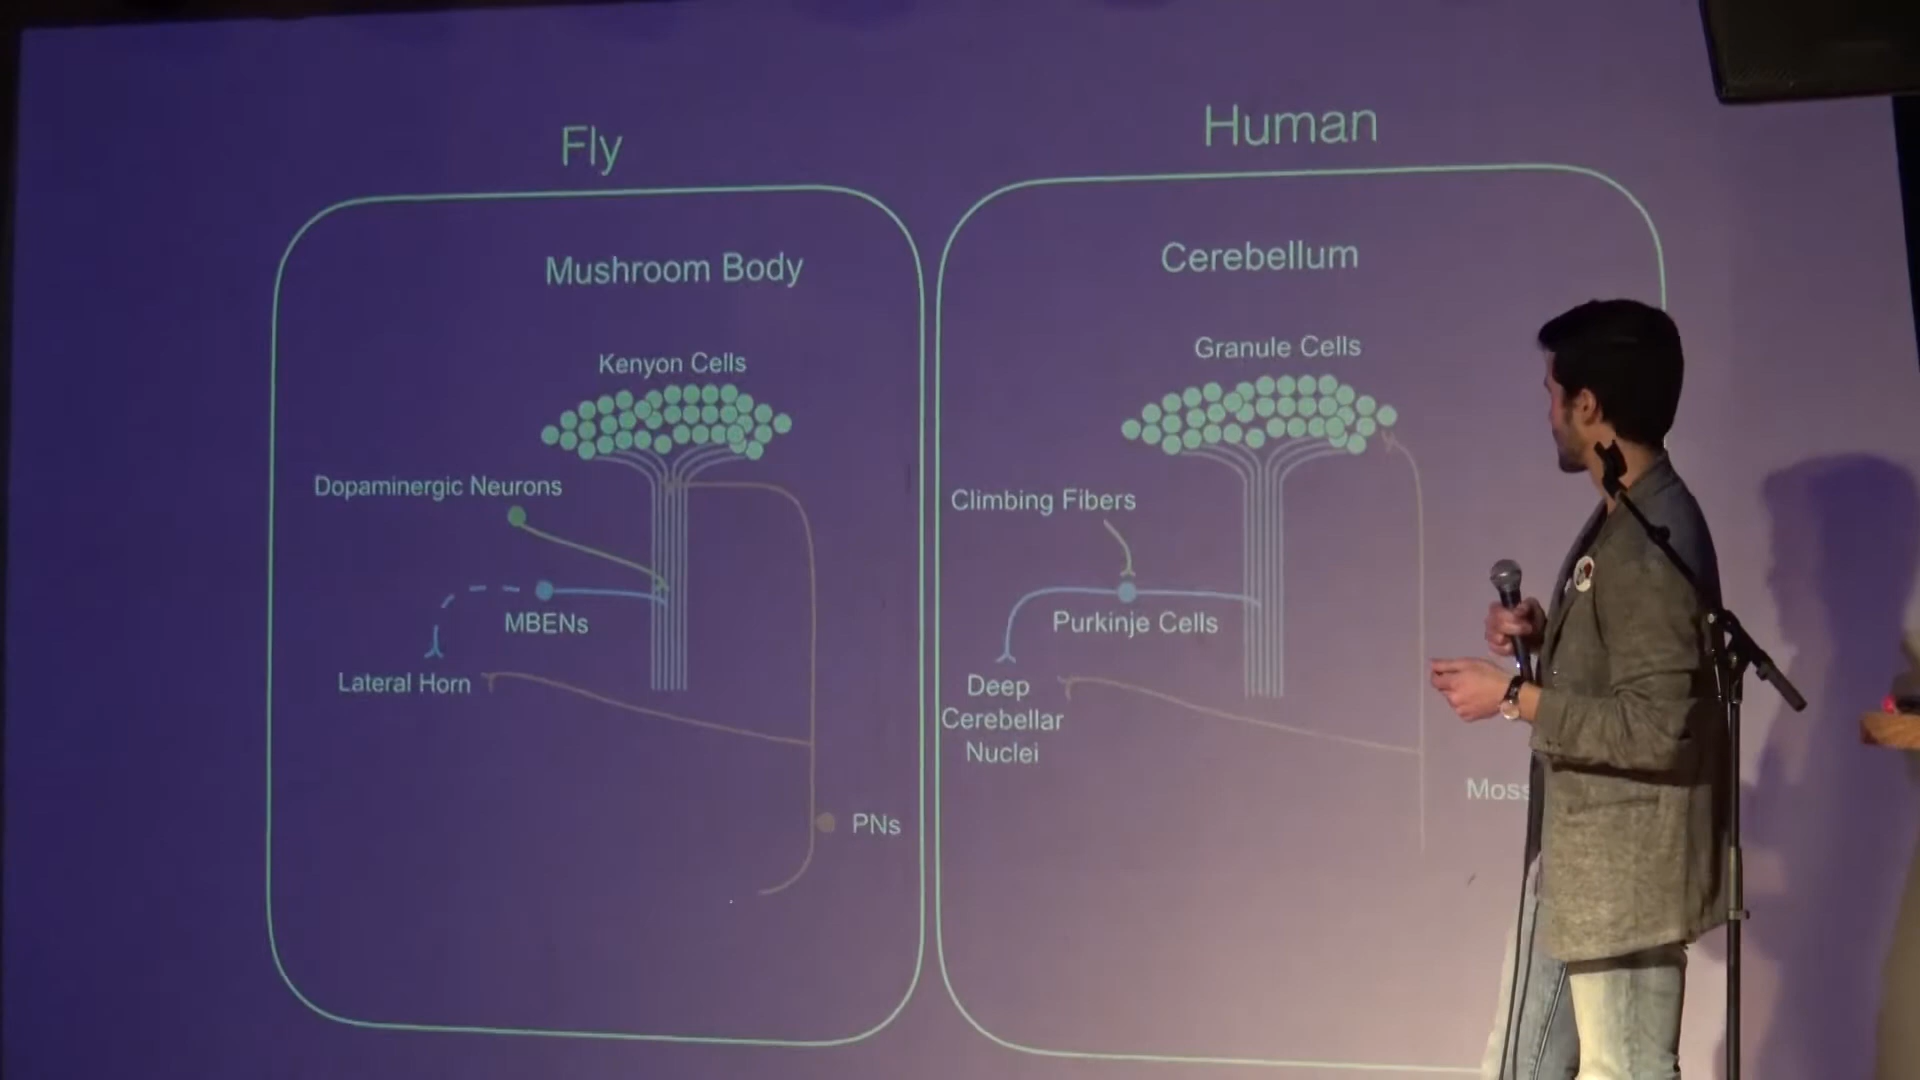 Fly
Mushroom Body
Kenyon Cells
Dopaminergic Neurons
MBENs
Lateral Horn
PNs
Human
Cerebellum
Granule Cells
Climbing Fibers
Purkinje Cells
Deep
Cerebellar
Nuclei